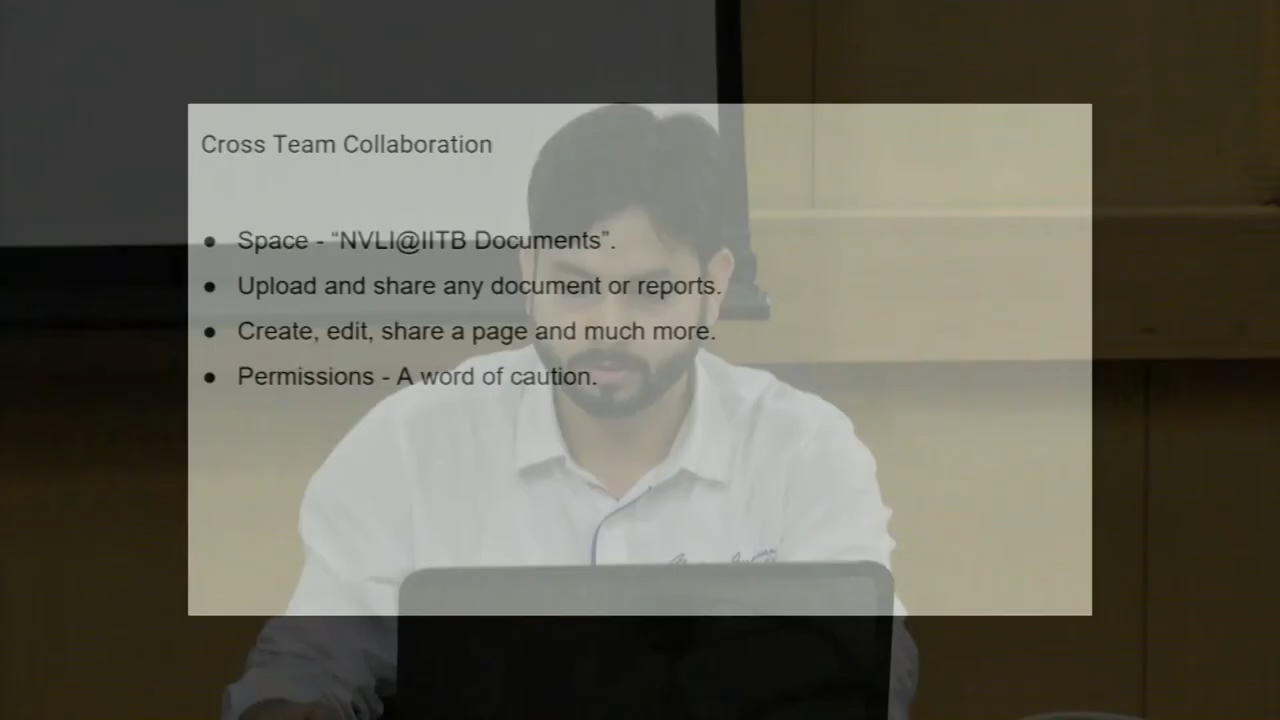 Cross Team Collaboration
● Space - “NVLI@IITB Documents”.
● Upload and share any document or reports.
● Create, edit, share a page and much more.
● Permissions - A word of caution.